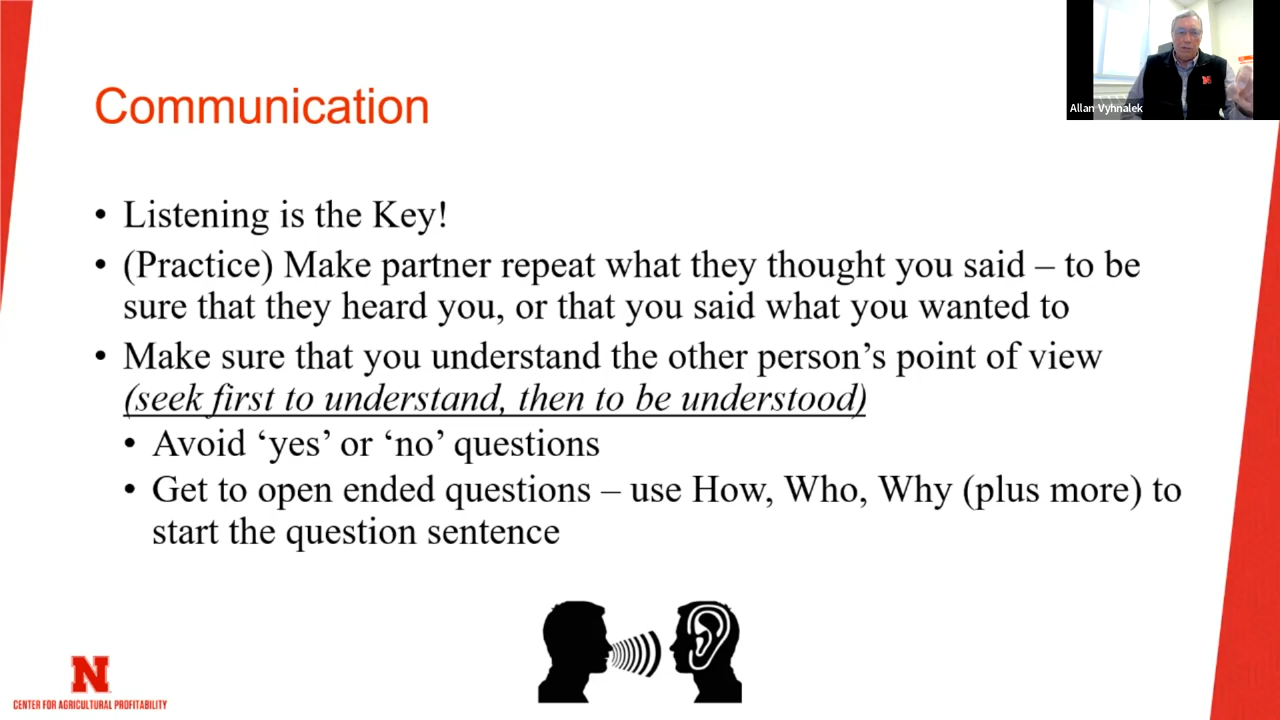 Allan Vyhnalek
Communication
• Listening is the Key!
• (Practice) Make partner repeat what they thought you said – to be
sure that they heard you, or that you said what you wanted to
• Make sure that you understand the other person’s point of view
(seek first to understand, then to be understood)
• Avoid ‘yes’ or ‘no’ questions
• Get to open ended questions – use How, Who, Why (plus more) to
start the question sentence
N
CENTER FOR AGRICULTURAL PROFITABILITY